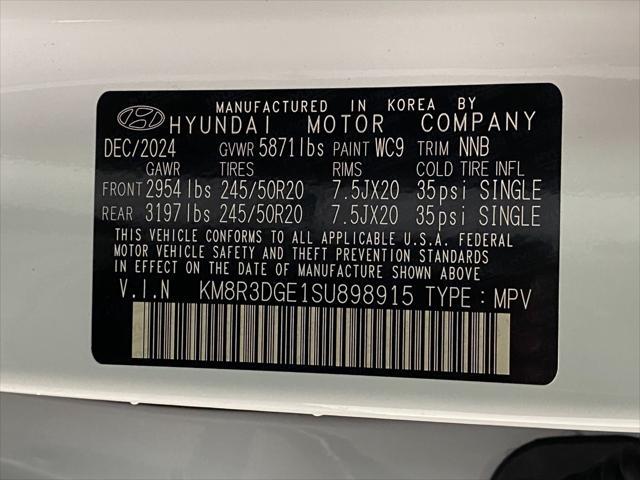 MANUFACTURED IN KOREA BY
HYUNDAI MOTOR COMPANY
DEC/2024 GVWR 5871lbs PAINT WC9 TRIM NNB
GAWR TIRES RIMS COLD TIRE INFL
FRONT 2954lbs 245/50R20 7.5JX20 35psi SINGLE
REAR 3197lbs 245/50R20 7.5JX20 35psi SINGLE
THIS VEHICLE CONFORMS TO ALL APPLICABLE U.S.A. FEDERAL
MOTOR VEHICLE SAFETY AND THEFT PREVENTION STANDARDS
IN EFFECT ON THE DATE OF MANUFACTURE SHOWN ABOVE.
V.I.N KM8R3DGE1SU898915 TYPE : MPV